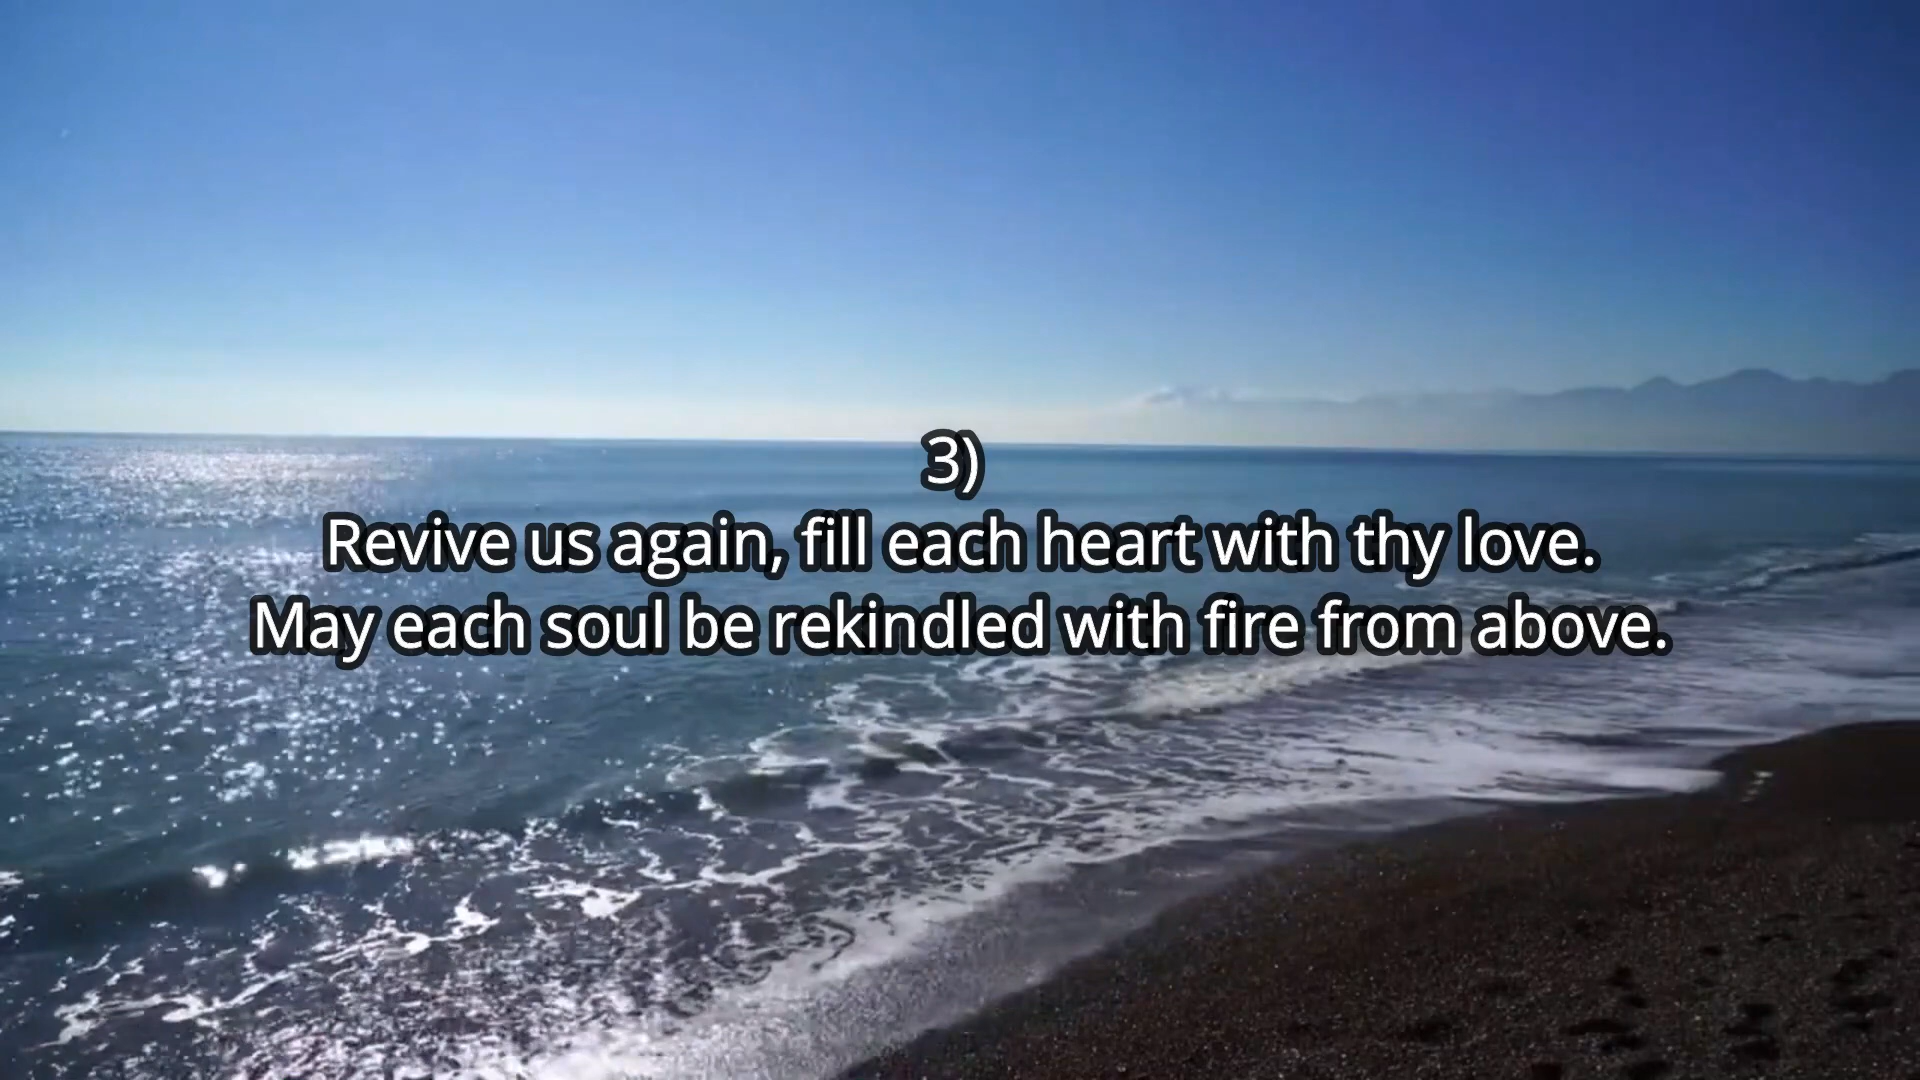 3)
Revive us again, fill each heart with thy love.
May each soul be rekindled with fire from above.